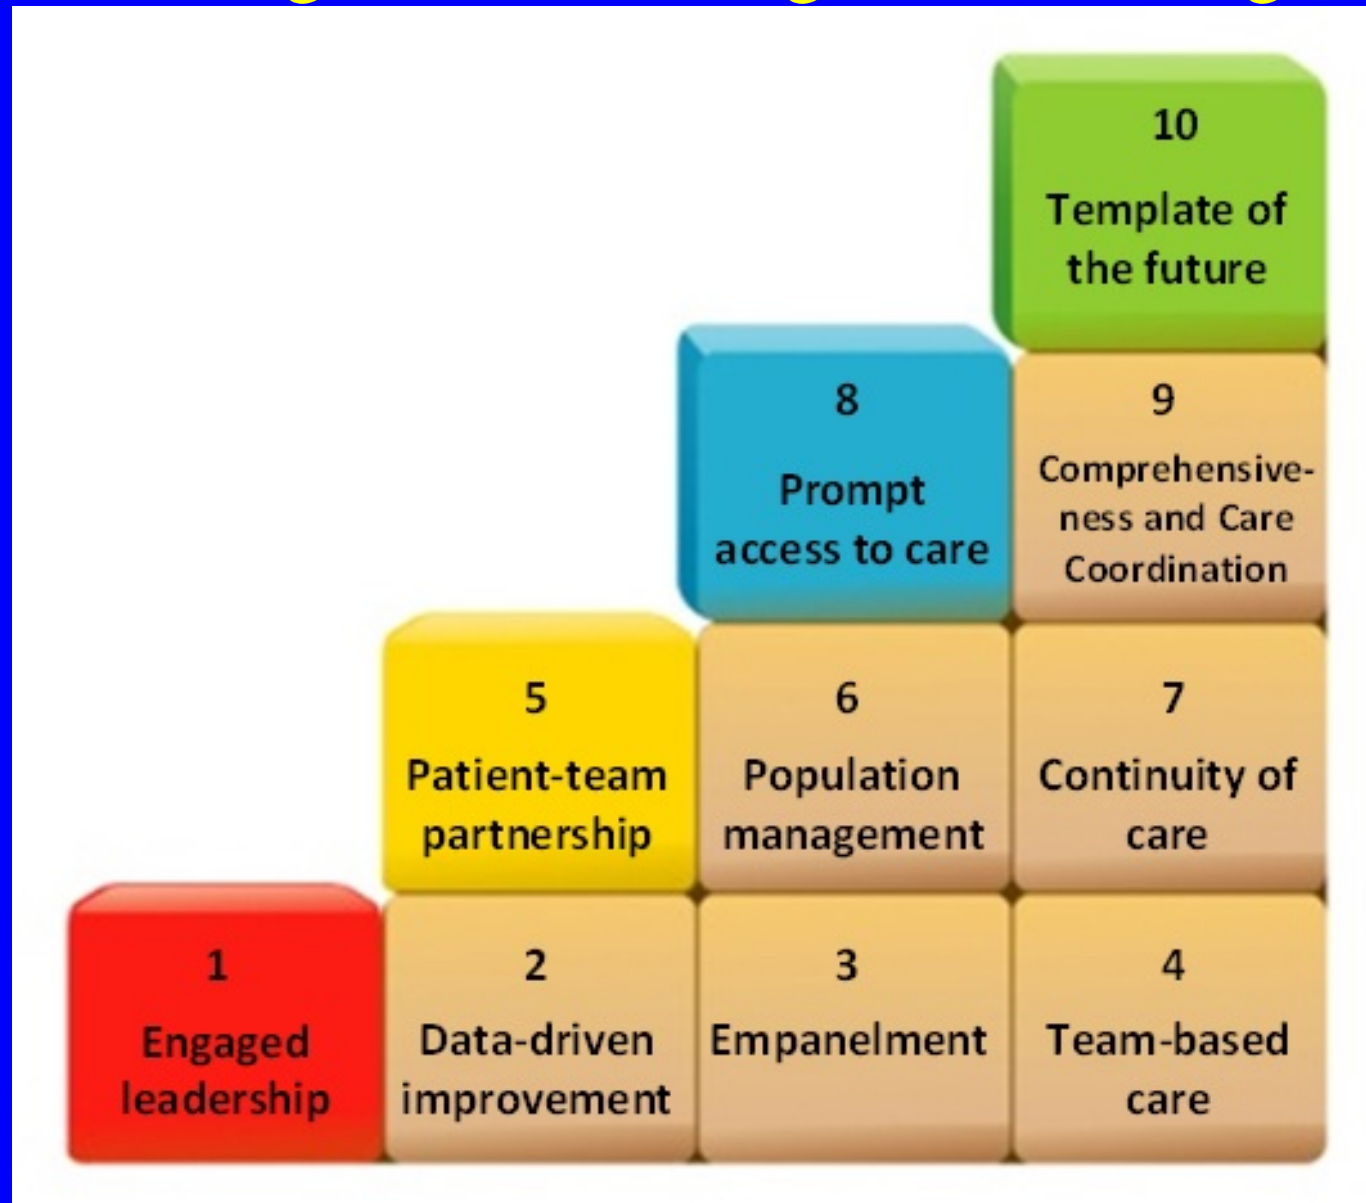 10
Template of
the future
8
Prompt
access to care
9
Comprehensive-
ness and Care
Coordination
5
Patient-team
partnership
6
Population
management
7
Continuity of
care
1
Engaged
leadership
2
Data-driven
improvement
3
Empanelment
4
Team-based
care